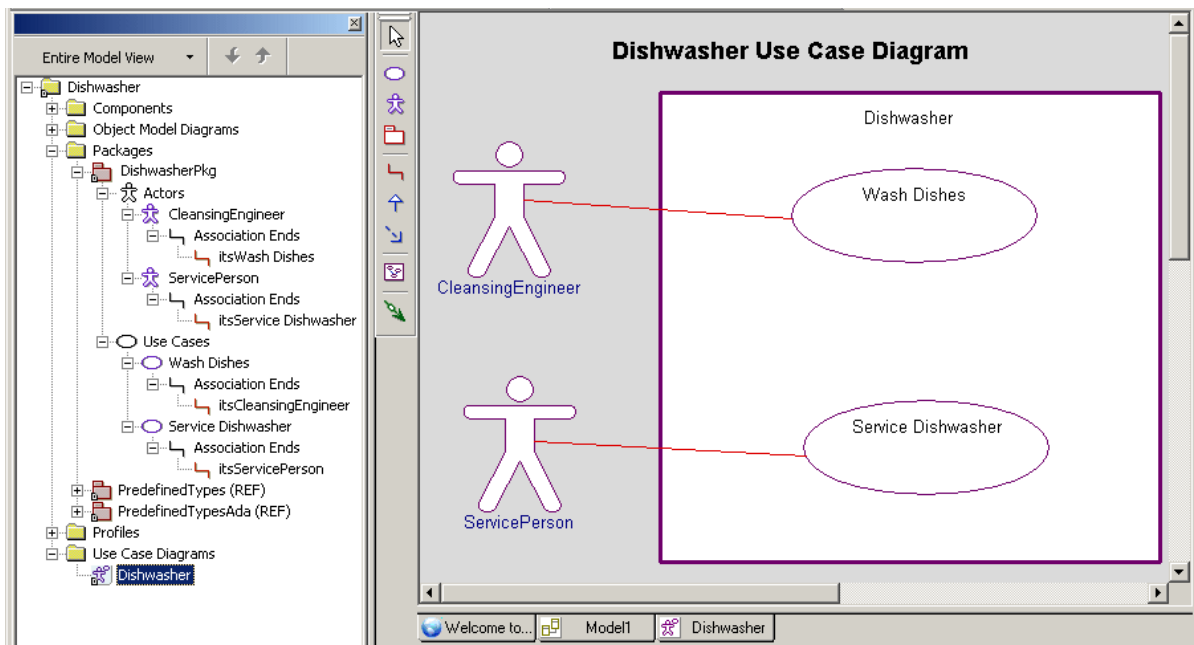 Entire Model View
Dishwasher
Components
Object Model Diagrams
Packages
DishwasherPkg
Actors
CleansingEngineer
Association Ends
itsWash Dishes
ServicePerson
Association Ends
itsService Dishwasher
Use Cases
Wash Dishes
Association Ends
itsCleansingEngineer
Service Dishwasher
Association Ends
itsServicePerson
PredefinedTypes (REF)
PredefinedTypesAda (REF)
Profiles
Use Case Diagrams
Dishwasher
Dishwasher Use Case Diagram
Dishwasher
Wash Dishes
CleansingEngineer
Service Dishwasher
ServicePerson
Welcome to...
Model1
Dishwasher